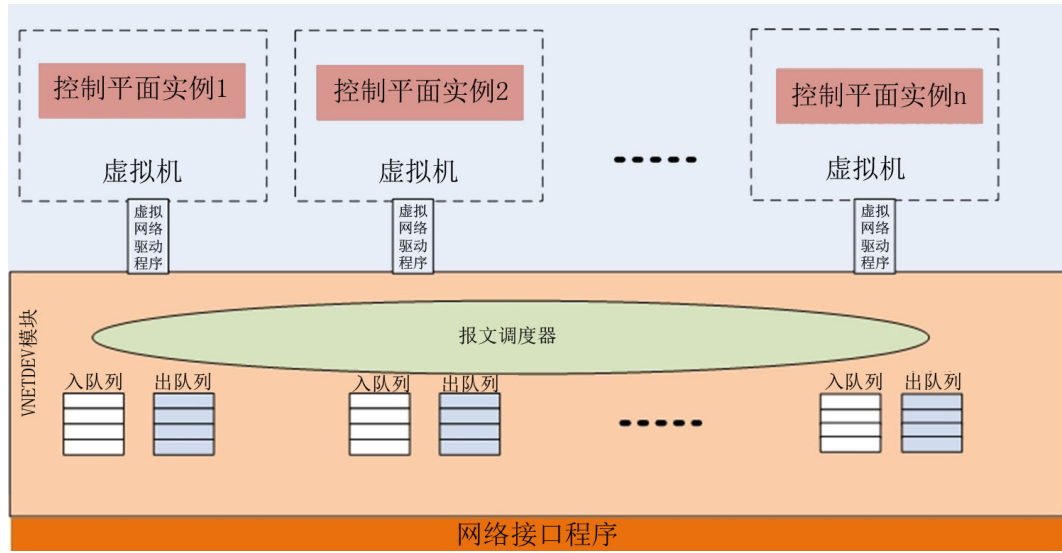 控制平面实例1
控制平面实例2
控制平面实例n
虚拟机
虚拟机
虚拟机
虚拟
网络
驱动
程序
虚拟
网络
驱动
程序
虚拟
网络
驱动
程序
VNETDEV模块
报文调度器
入队列
出队列
入队列
出队列
入队列
出队列
网络接口程序